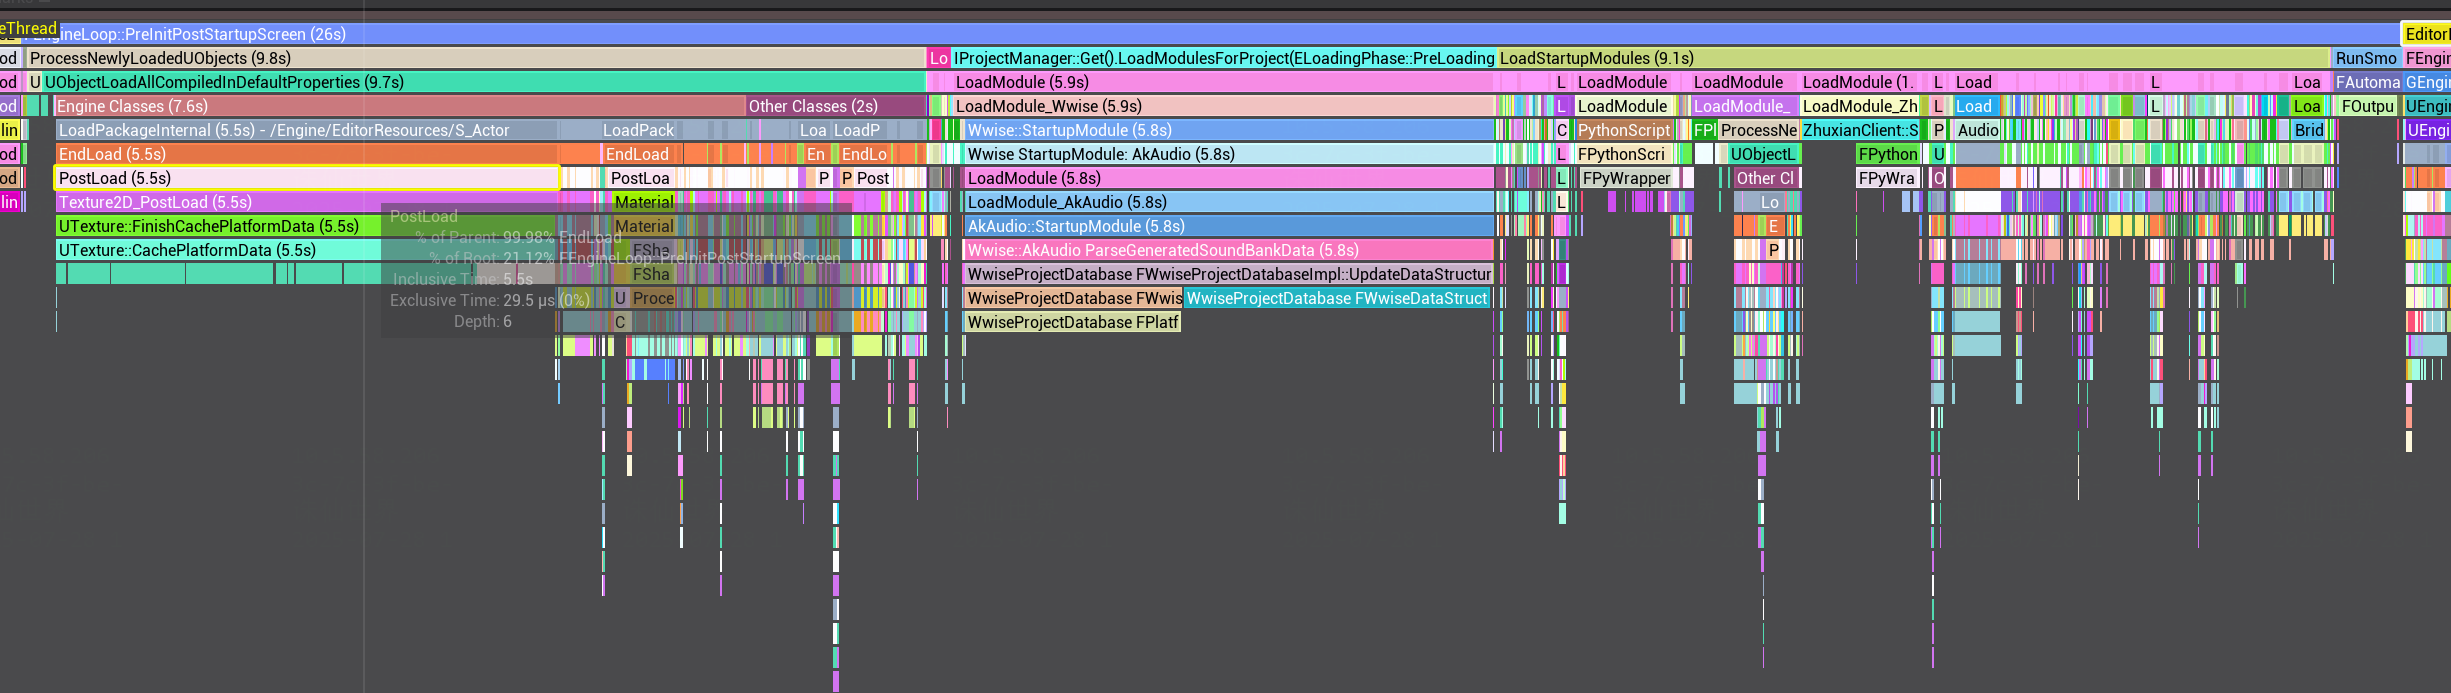 eThread
EngineLoop::PreInitPostStartupScreen (26s) EditorI
od ProcessNewlyLoadedUObjects (9.8s) Lo IProjectManager::Get().LoadModulesForProject(ELoadingPhase::PreLoading LoadStartupModules (9.1s) RunSmo FEngin
od U UObjectLoadAllCompiledInDefaultProperties (9.7s) LoadModule (5.9s) L LoadModule LoadModule LoadModule (1. L Load L Loa FAutoma GEngin
od Engine Classes (7.6s) Other Classes (2s) LoadModule_Wwise (5.9s) L LoadModule LoadModule_ LoadModule_Zh L Load L Loa FOutpu UEngin
lin LoadPackageInternal (5.5s) - /Engine/EditorResources/S_Actor LoadPack Loa LoadP Wwise::StartupModule (5.8s) C PythonScript FPl ProcessNe ZhuxianClient::S P Audio Brid UEngi
od EndLoad (5.5s) EndLoad En EndLo Wwise StartupModule: AkAudio (5.8s) L FPythonScri UObjectL FPython U
od PostLoad (5.5s) PostLoa P P Post LoadModule (5.8s) L FPyWrapper Other Cl FPyWra O
lin Texture2D_PostLoad (5.5s) Material LoadModule_AkAudio (5.8s) L Lo
PostLoad
UTexture::FinishCachePlatformData (5.5s) Material AkAudio::StartupModule (5.8s) E
% of Parent: 99.98% EndLoad
UTexture::CachePlatformData (5.5s) FSha Wwise::AkAudio ParseGeneratedSoundBankData (5.8s) P
% of Root: 21.12% FEngineLoop::PreInitPostStartupScreen
FSha WwiseProjectDatabase FWwiseProjectDatabaseImpl::UpdateDataStructur
Inclusive Time: 5.5s
U Proce WwiseProjectDatabase FWwis WwiseProjectDatabase FWwiseDataStruct
Exclusive Time: 29.5 µs (0%)
Depth: 6
C WwiseProjectDatabase FPlatf